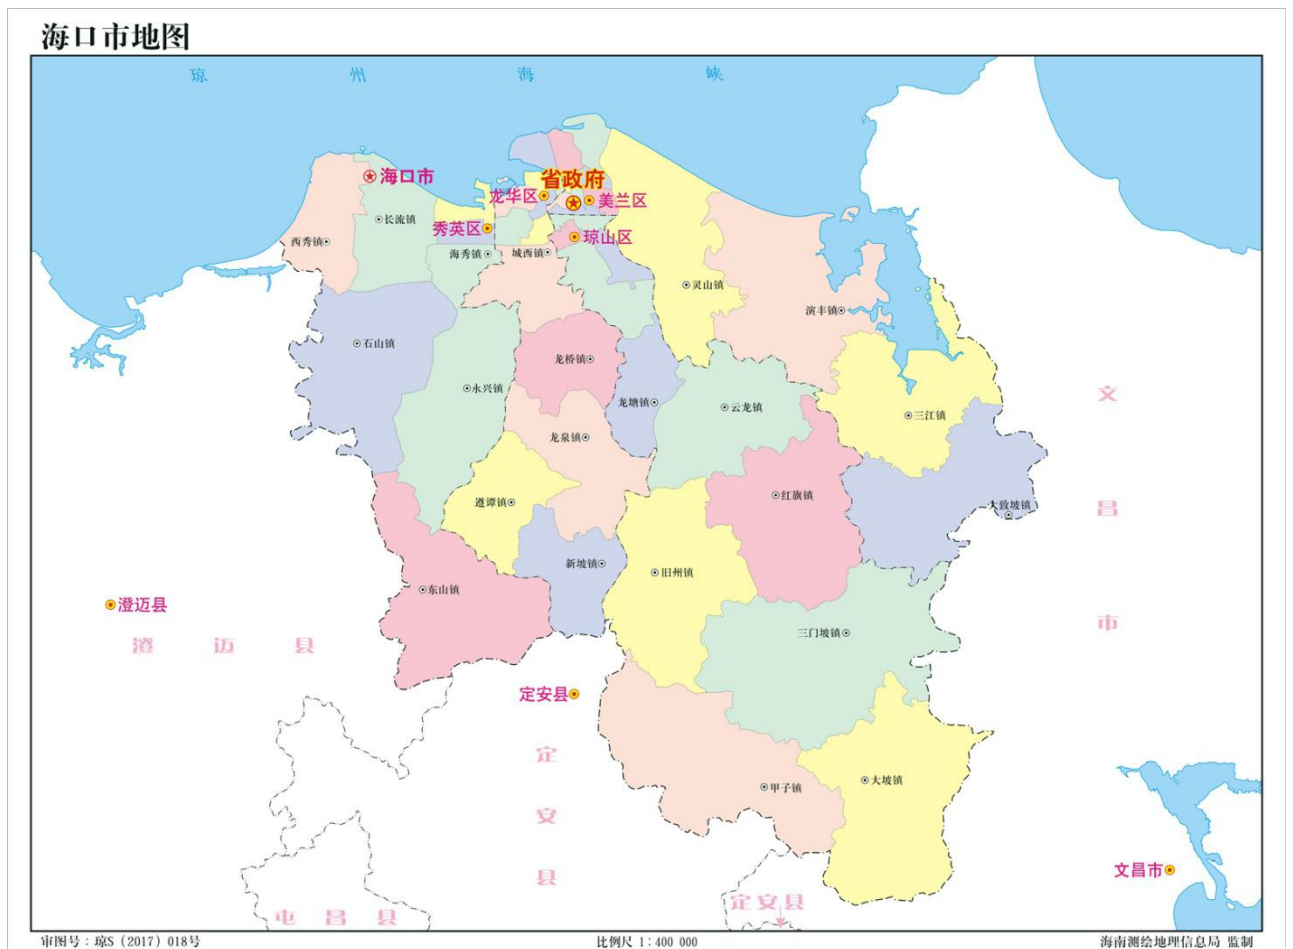 海口市地图
琼州海峡
省政府
海口市
龙华区
美兰区
长流镇
秀英区
琼山区
西秀镇
海秀镇
城西镇
灵山镇
演丰镇
石山镇
龙桥镇
永兴镇
龙塘镇
云龙镇
三江镇
文昌市
龙泉镇
遵谭镇
红旗镇
大致坡镇
新坡镇
旧州镇
东山镇
澄迈县
澄迈县
三门坡镇
定安县
定安县
甲子镇
大坡镇
文昌市
定安县
屯昌县
审图号：琼S（2017）018号
比例尺 1：400 000
海南测绘地理信息局 监制